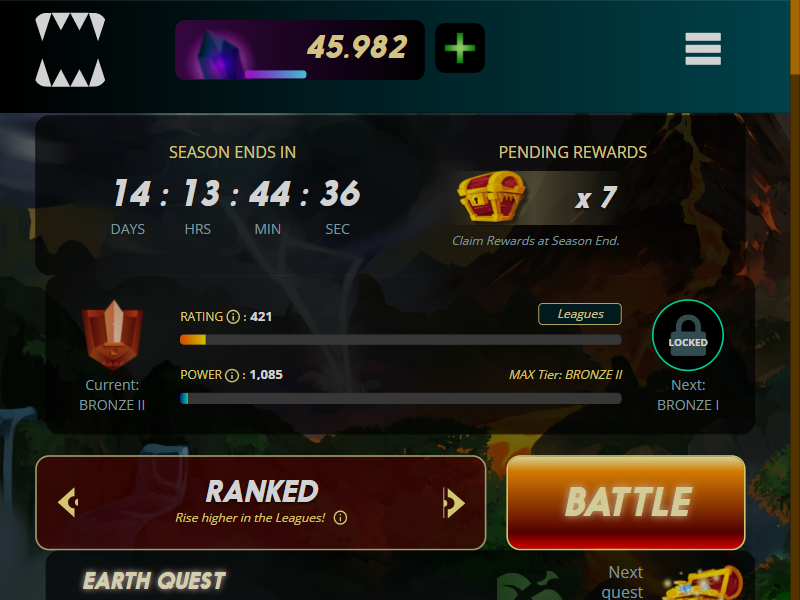 45.982
SEASON ENDS IN
PENDING REWARDS
14 : 13 : 44 : 36
DAYS HRS MIN SEC
x 7
Claim Rewards at Season End.
RATING : 421
Leagues
LOCKED
POWER : 1,085
MAX Tier: BRONZE II
Current:
BRONZE II
Next:
BRONZE I
RANKED
Rise higher in the Leagues!
BATTLE
EARTH QUEST
Next
quest